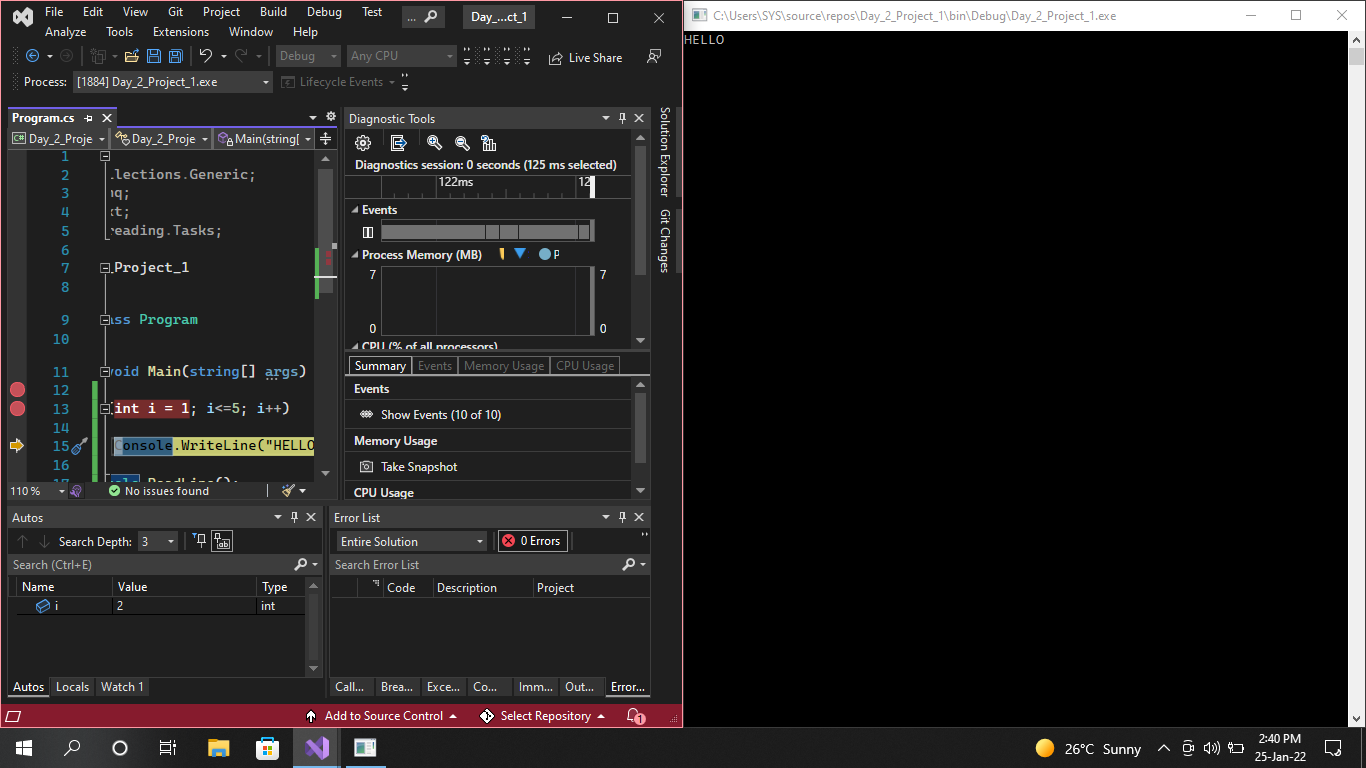 File Edit View Git Project Build Debug Test ... Day_...ct_1
Analyze Tools Extensions Window Help
Debug Any CPU Live Share
Process: [1884] Day_2_Project_1.exe Lifecycle Events
Program.cs
Day_2_Proje Day_2_Proje Main(string[
1
2 llections.Generic;
3 nq;
4 xt;
5 reading.Tasks;
6
7 _Project_1
8
9 ass Program
10
11 void Main(string[] args)
12
13 (int i = 1; i<=5; i++)
14
15 Console.WriteLine("HELLO
16
17 ReadLine();
110 % No issues found
Diagnostic Tools
Diagnostics session: 0 seconds (125 ms selected)
122ms 12
Events
Process Memory (MB) P
7 7
0 0
CPU (% of all processors)
Summary Events Memory Usage CPU Usage
Events
Show Events (10 of 10)
Memory Usage
Take Snapshot
CPU Usage
Solution Explorer
Git Changes
Autos
Search Depth: 3
Search (Ctrl+E)
Name Value Type
i 2 int
Autos Locals Watch 1
Error List
Entire Solution 0 Errors
Search Error List
Code Description Project
Call... Brea... Exce... Co... Imm... Out... Error...
Add to Source Control Select Repository 1
C:\Users\SYS\source\repos\Day_2_Project_1\bin\Debug\Day_2_Project_1.exe
HELLO
26°C Sunny
2:40 PM
25-Jan-22